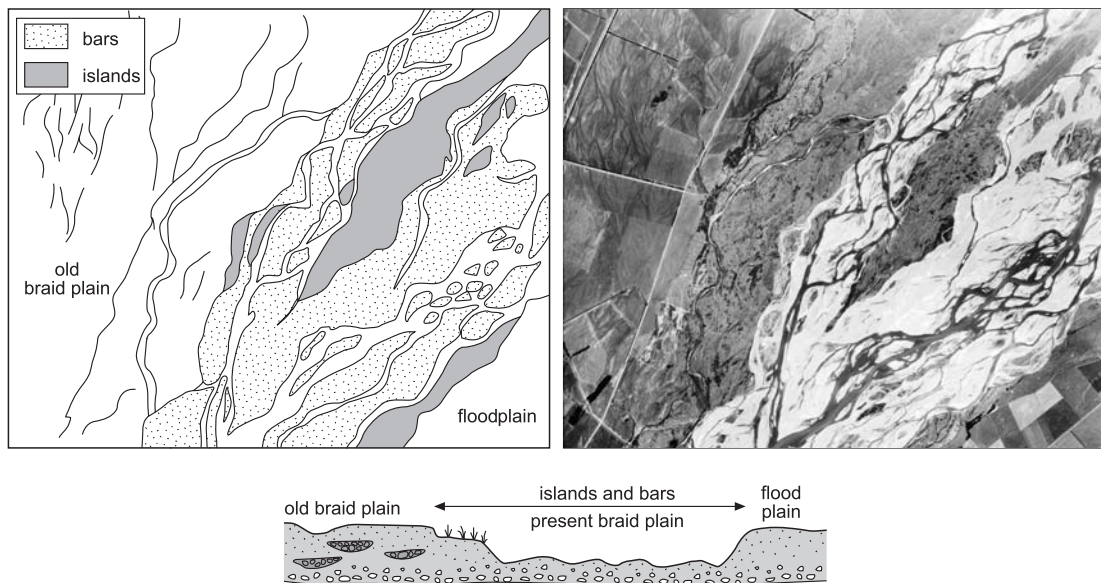 bars
islands
old
braid plain
floodplain
old braid plain
islands and bars
present braid plain
flood
plain